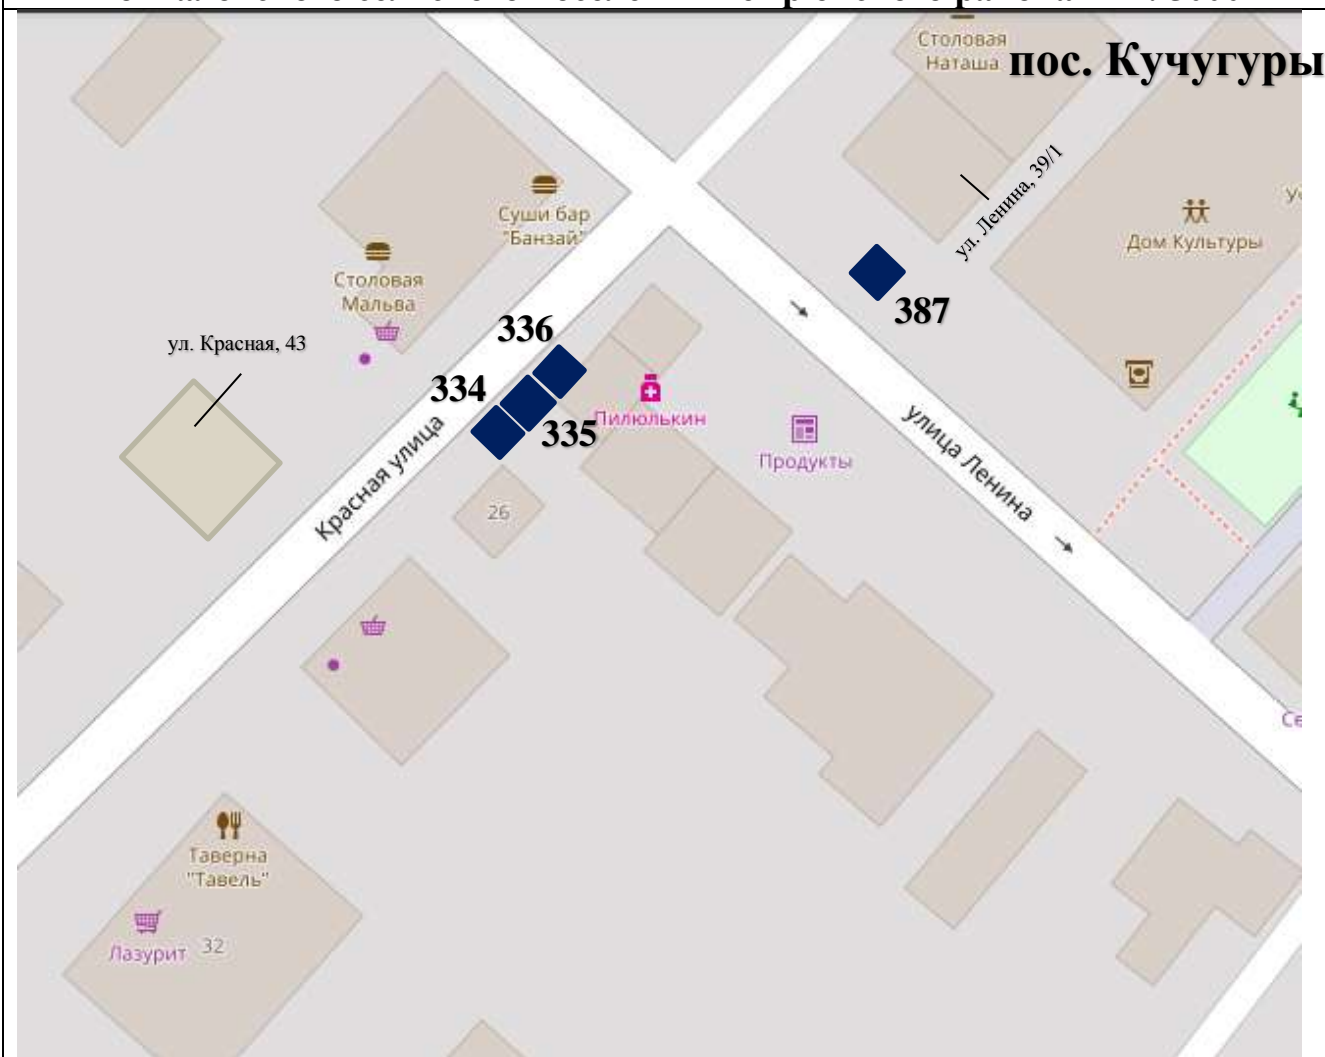 Столовая
Наташа
пос. Кучугуры
ул. Ленина, 39/1
Суши бар
"Банзай"
Дом Культуры
Столовая
Мальва
387
336
ул. Красная, 43
334
335
Пилюлькин
Продукты
Красная улица
улица Ленина
26
Таверна
"Тавель"
Лазурит
32